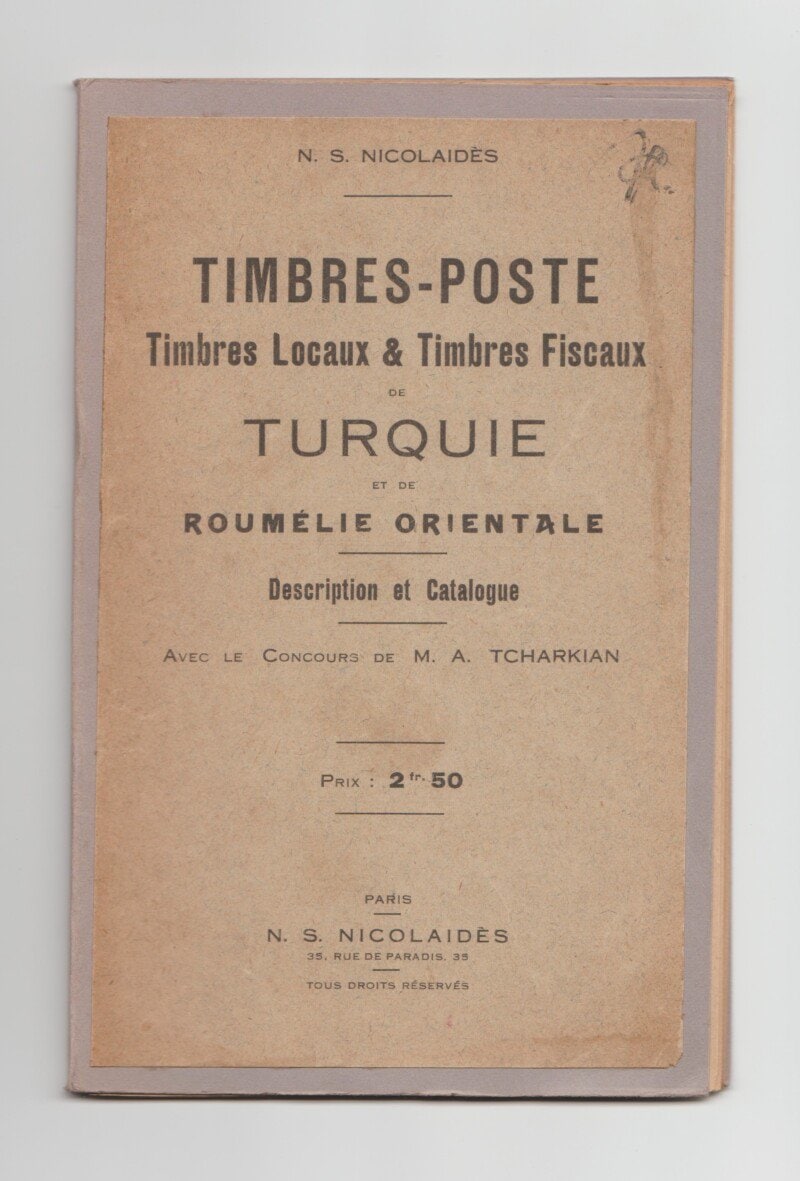 N. S. NICOLAIDÈS
TIMBRES-POSTE
Timbres Locaux & Timbres Fiscaux
DE
TURQUIE
ET DE
ROUMÉLIE ORIENTALE
Description et Catalogue
AVEC LE CONCOURS DE M. A. TCHARKIAN
PRIX : 2 fr. 50
PARIS
N. S. NICOLAIDÈS
35, RUE DE PARADIS, 35
TOUS DROITS RÉSERVÉS